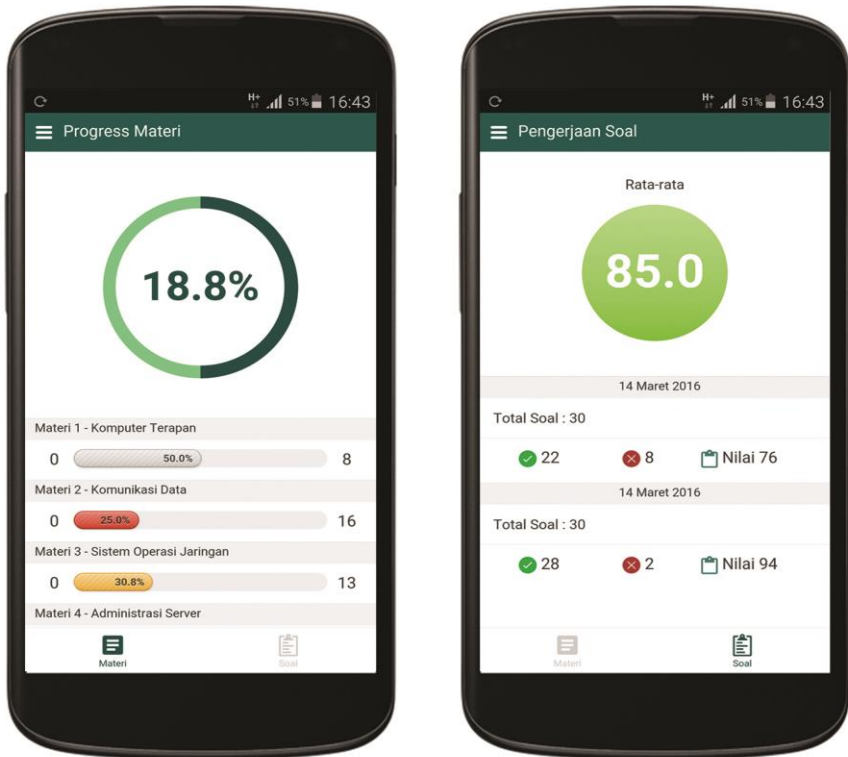 H+ 51% 16:43
Progress Materi
18.8%
Materi 1 - Komputer Terapan
0 50.0% 8
Materi 2 - Komunikasi Data
0 25.0% 16
Materi 3 - Sistem Operasi Jaringan
0 30.8% 13
Materi 4 - Administrasi Server
Materi Soal
H+ 51% 16:43
Pengerjaan Soal
Rata-rata
85.0
14 Maret 2016
Total Soal : 30
22 8 Nilai 76
14 Maret 2016
Total Soal : 30
28 2 Nilai 94
Materi Soal